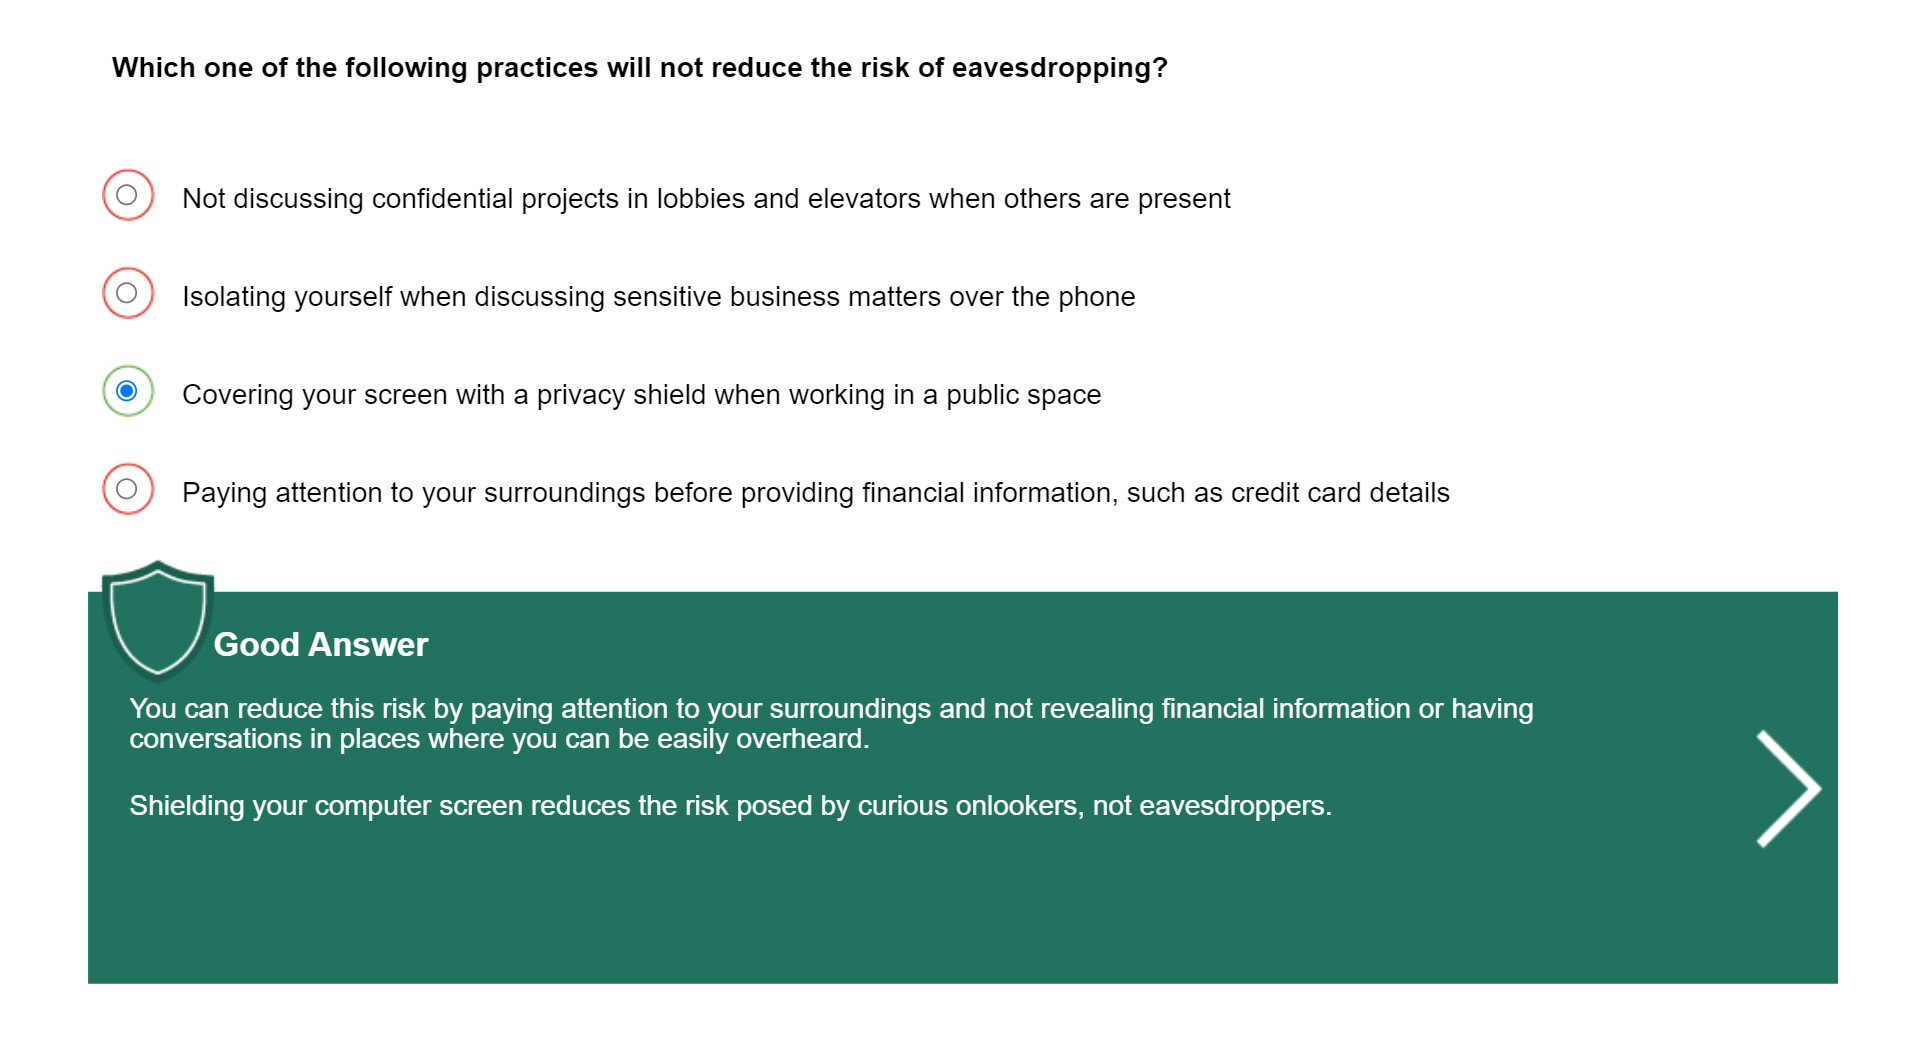 Which one of the following practices will not reduce the risk of eavesdropping?
Not discussing confidential projects in lobbies and elevators when others are present
Isolating yourself when discussing sensitive business matters over the phone
Covering your screen with a privacy shield when working in a public space
Paying attention to your surroundings before providing financial information, such as credit card details
Good Answer
You can reduce this risk by paying attention to your surroundings and not revealing financial information or having
conversations in places where you can be easily overheard.
Shielding your computer screen reduces the risk posed by curious onlookers, not eavesdroppers.